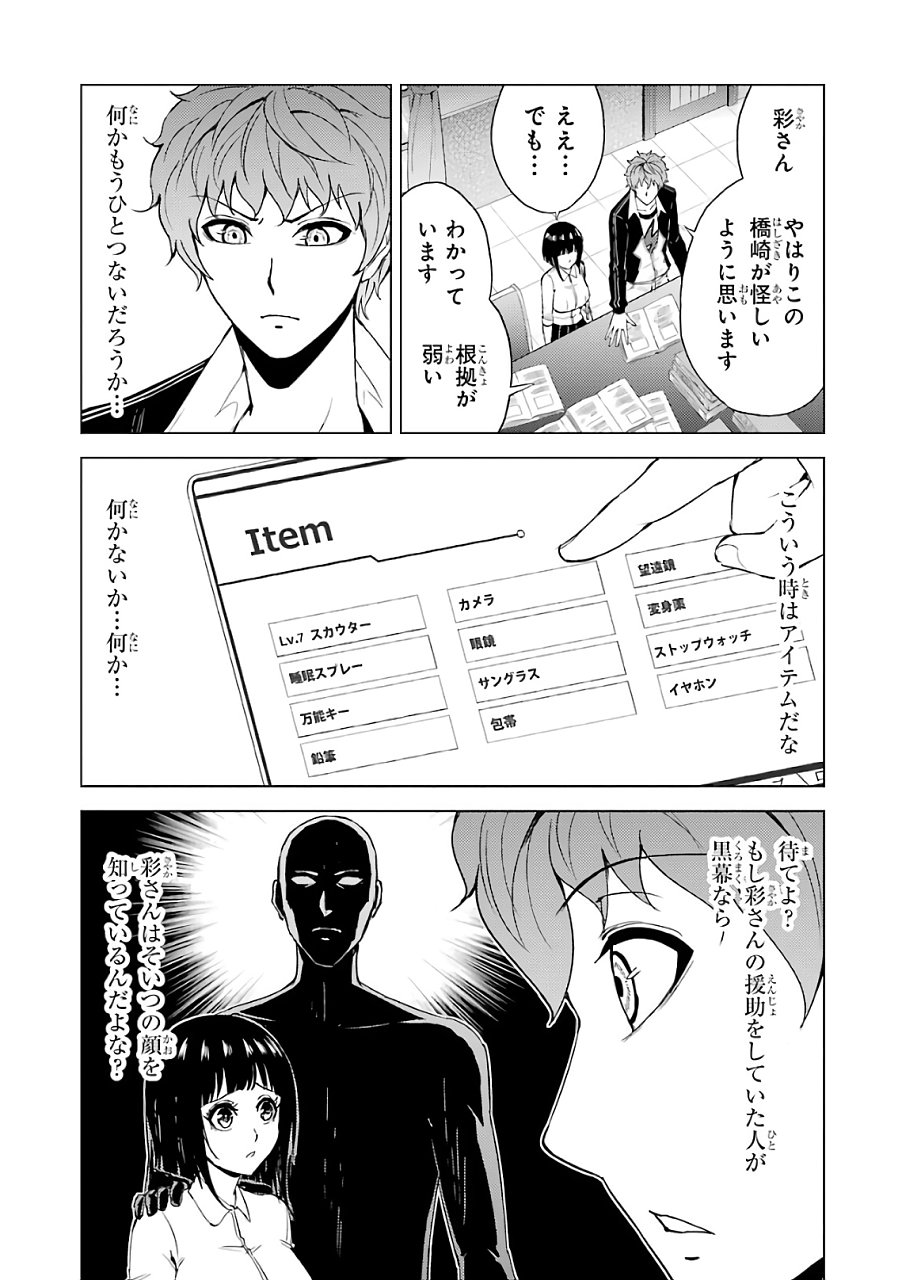 彩さん
やはりこの
橋崎が怪しい
ように思います
ええ…
でも…
わかって
います
根拠が
弱い
何かもうひとつないだろうか…
こういう時はアイテムだな
Item
Lv.7 スカウター
睡眠スプレー
万能キー
鉛筆
カメラ
眼鏡
サングラス
包帯
望遠鏡
変身薬
ストップウォッチ
イヤホン
何かないか…何か…
待てよ?
もし彩さんの援助をしていた人が
黒幕なら
彩さんはそいつの顔を
知っているんだよな?